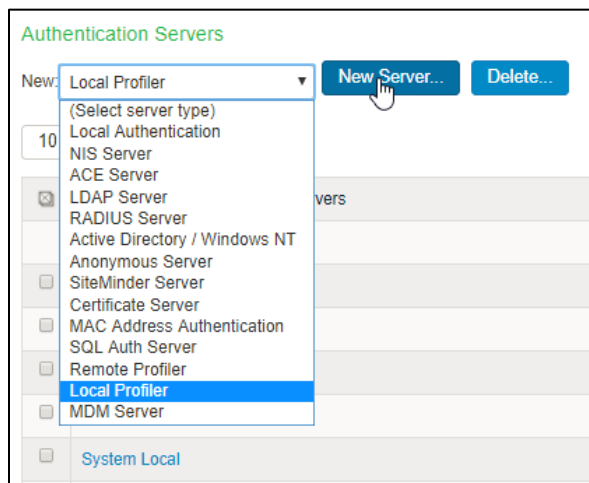 Authentication Servers
New: Local Profiler New Server... Delete...
(Select server type)
10 Local Authentication
NIS Server
ACE Server
LDAP Server vers
RADIUS Server
Active Directory / Windows NT
Anonymous Server
SiteMinder Server
Certificate Server
MAC Address Authentication
SQL Auth Server
Remote Profiler
Local Profiler
MDM Server
System Local